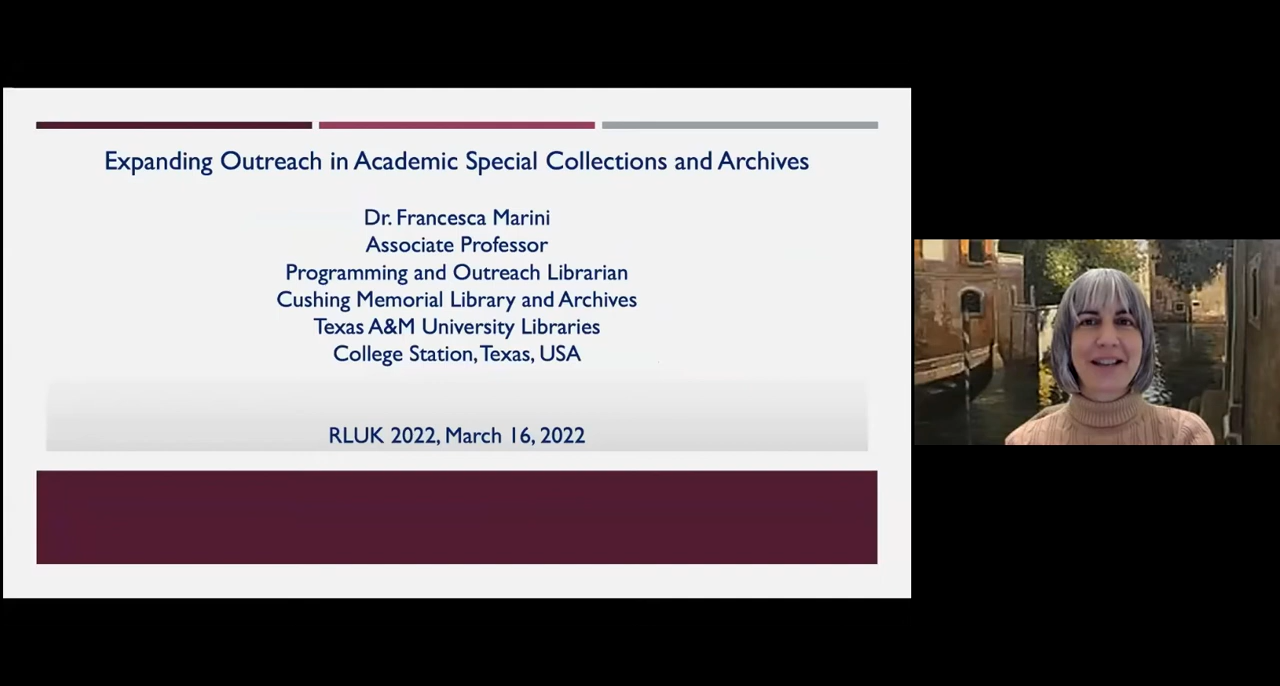 Expanding Outreach in Academic Special Collections and Archives
Dr. Francesca Marini
Associate Professor
Programming and Outreach Librarian
Cushing Memorial Library and Archives
Texas A&M University Libraries
College Station, Texas, USA
RLUK 2022, March 16, 2022